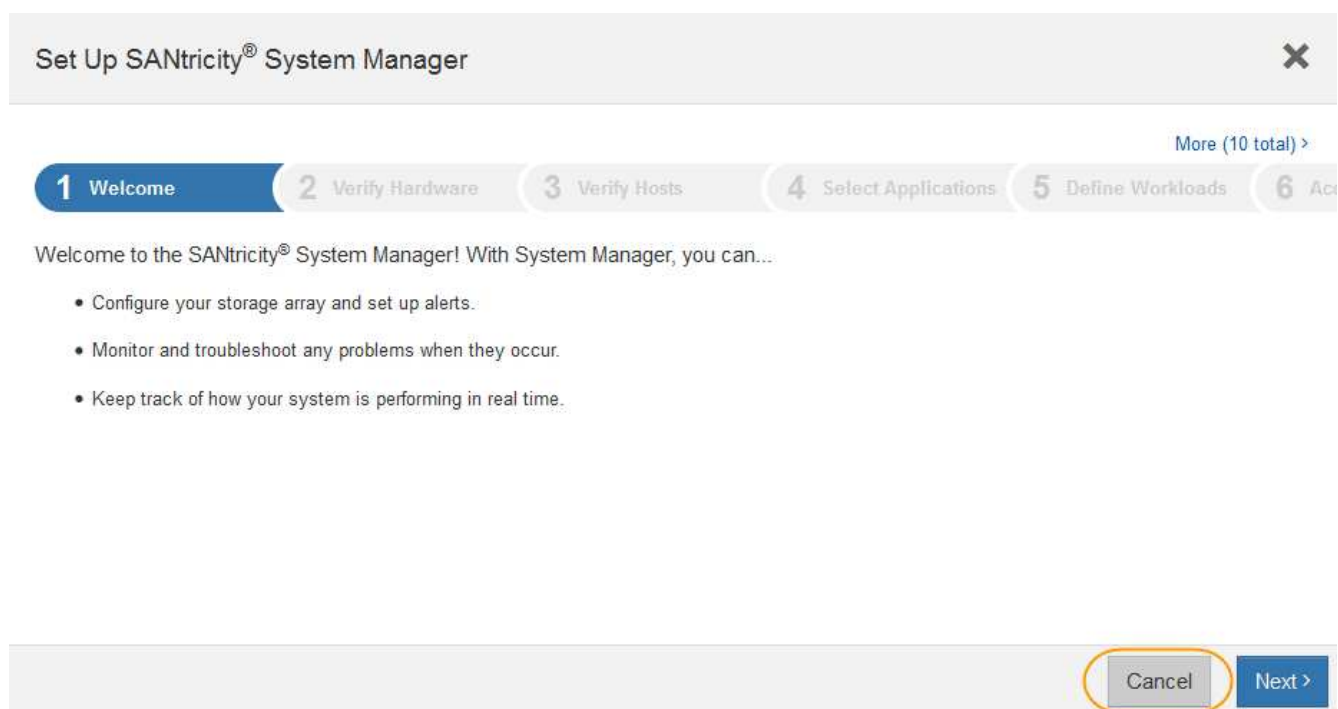 Set Up SANtricity® System Manager
More (10 total) >
1 Welcome
2 Verify Hardware
3 Verify Hosts
4 Select Applications
5 Define Workloads
6 Acc
Welcome to the SANtricity® System Manager! With System Manager, you can...
• Configure your storage array and set up alerts.
• Monitor and troubleshoot any problems when they occur.
• Keep track of how your system is performing in real time.
Cancel
Next >